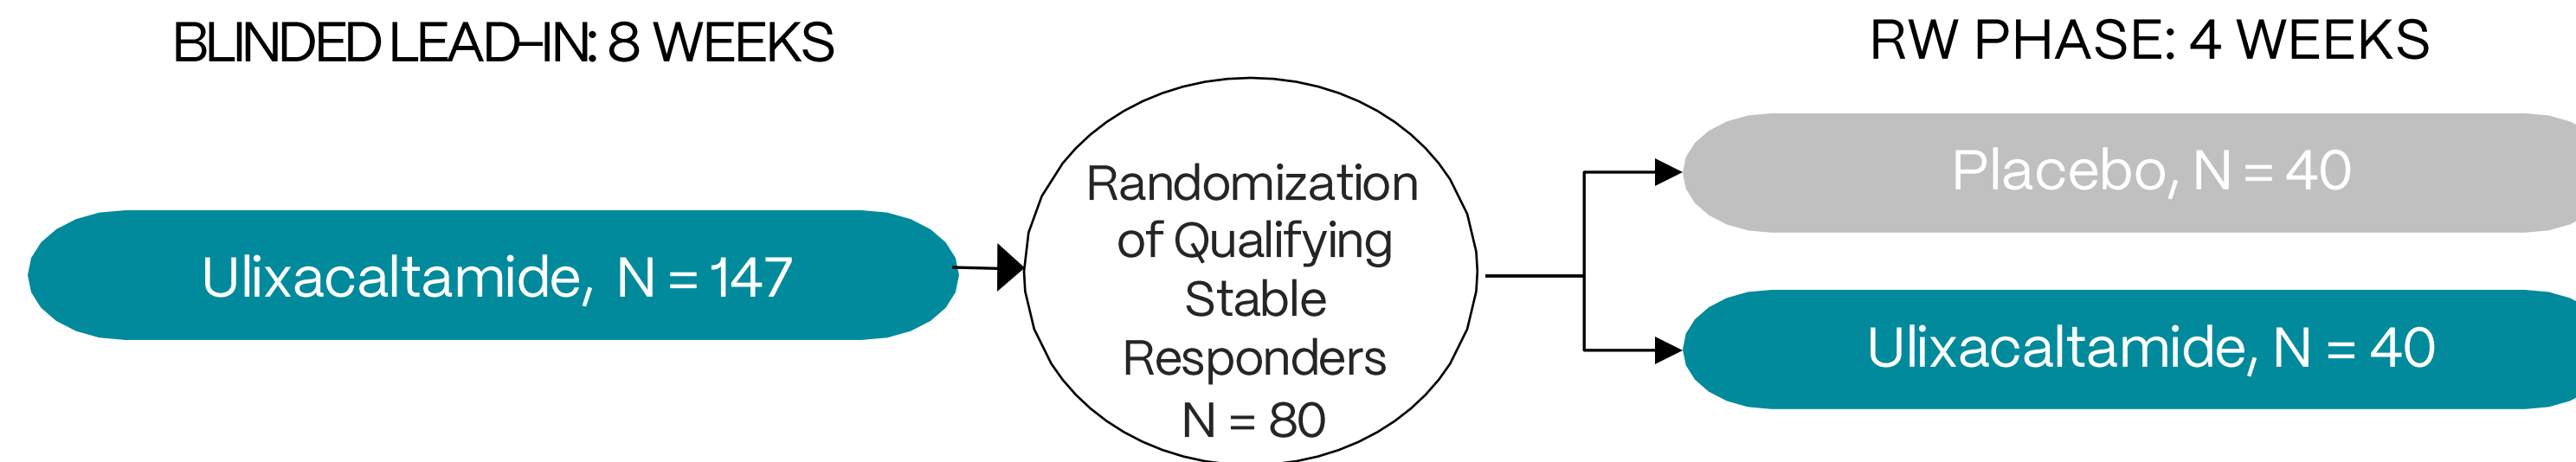 BLINDED LEAD-IN: 8 WEEKS
Ulixacaltamide, N = 147
Randomization
of Qualifying
Stable
Responders
N = 80
RW PHASE: 4 WEEKS
Placebo, N = 40
Ulixacaltamide, N = 40